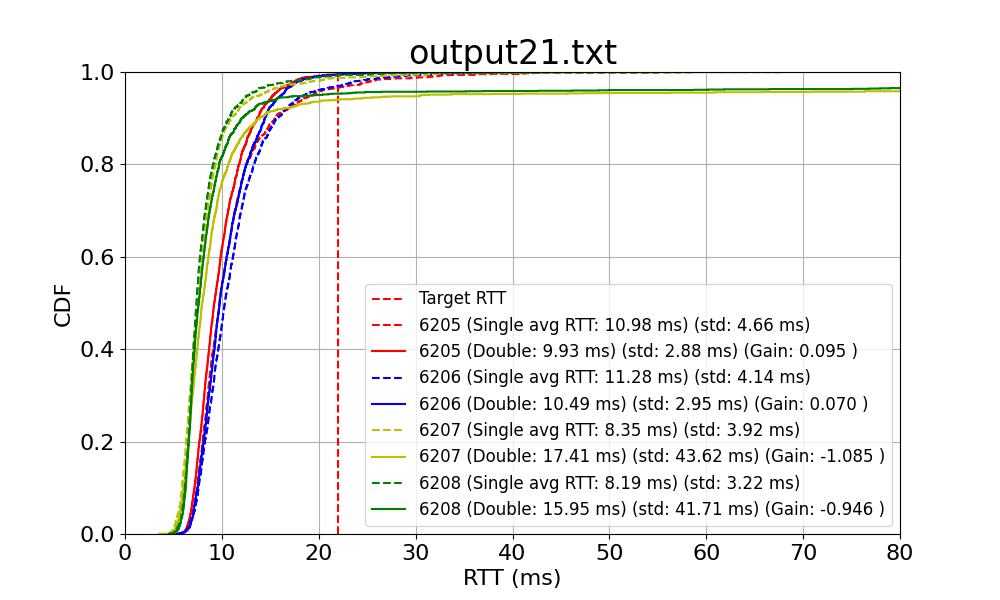 output21.txt
1.0
0.8
0.6
0.4
0.2
0.0
CDF
Target RTT
6205 (Single avg RTT: 10.98 ms) (std: 4.66 ms)
6205 (Double: 9.93 ms) (std: 2.88 ms) (Gain: 0.095 )
6206 (Single avg RTT: 11.28 ms) (std: 4.14 ms)
6206 (Double: 10.49 ms) (std: 2.95 ms) (Gain: 0.070 )
6207 (Single avg RTT: 8.35 ms) (std: 3.92 ms)
6207 (Double: 17.41 ms) (std: 43.62 ms) (Gain: -1.085 )
6208 (Single avg RTT: 8.19 ms) (std: 3.22 ms)
6208 (Double: 15.95 ms) (std: 41.71 ms) (Gain: -0.946 )
0 10 20 30 40 50 60 70 80
RTT (ms)